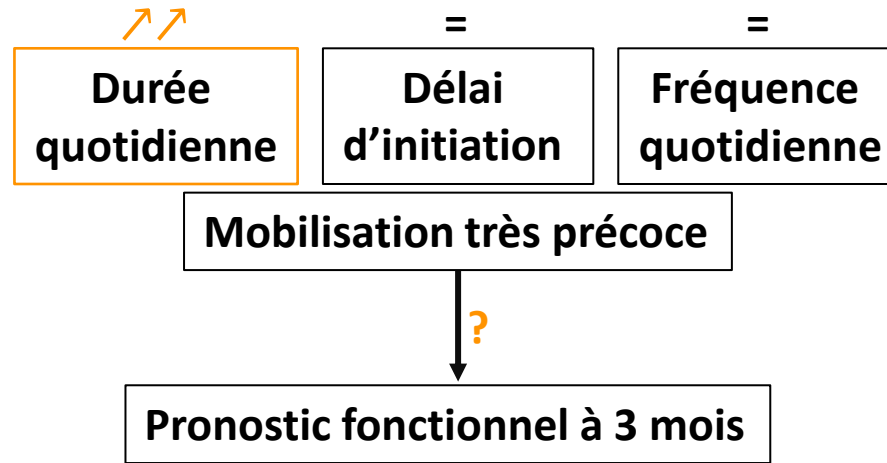 ↗↗ = =
Durée Délai Fréquence
quotidienne d’initiation quotidienne
Mobilisation très précoce
?
Pronostic fonctionnel à 3 mois